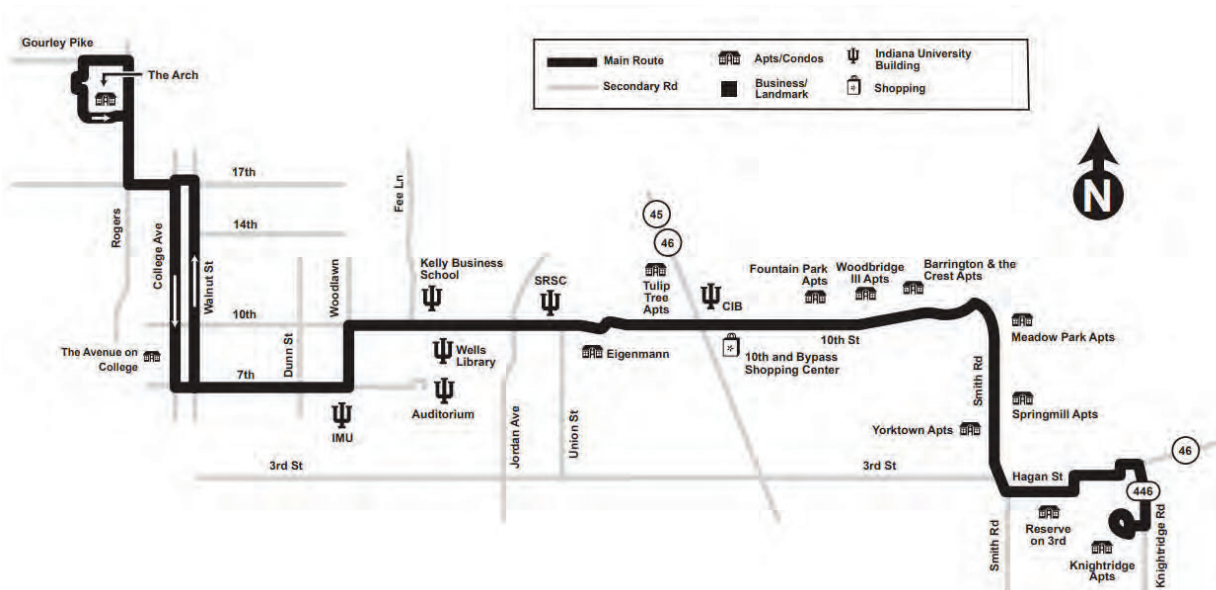 Gourley Pike
The Arch
Main Route
Secondary Rd
Apts/Condos
Business/
Landmark
Indiana University
Building
Shopping
N
17th
14th
10th
7th
Rogers
College Ave
Walnut St
Dunn St
Woodlawn
Fee Ln
The Avenue on
College
Kelly Business
School
Wells
Library
Auditorium
IMU
SRSC
Jordan Ave
Union St
Eigenmann
45
46
Tulip
Tree
Apts
CIB
10th and Bypass
Shopping Center
Fountain Park
Apts
Woodbridge
III Apts
Barrington & the
Crest Apts
10th St
Meadow Park Apts
Smith Rd
Springmill Apts
Yorktown Apts
3rd St
3rd St
Hagan St
46
446
Reserve
on 3rd
Smith Rd
Knightridge
Apts
Knightridge Rd